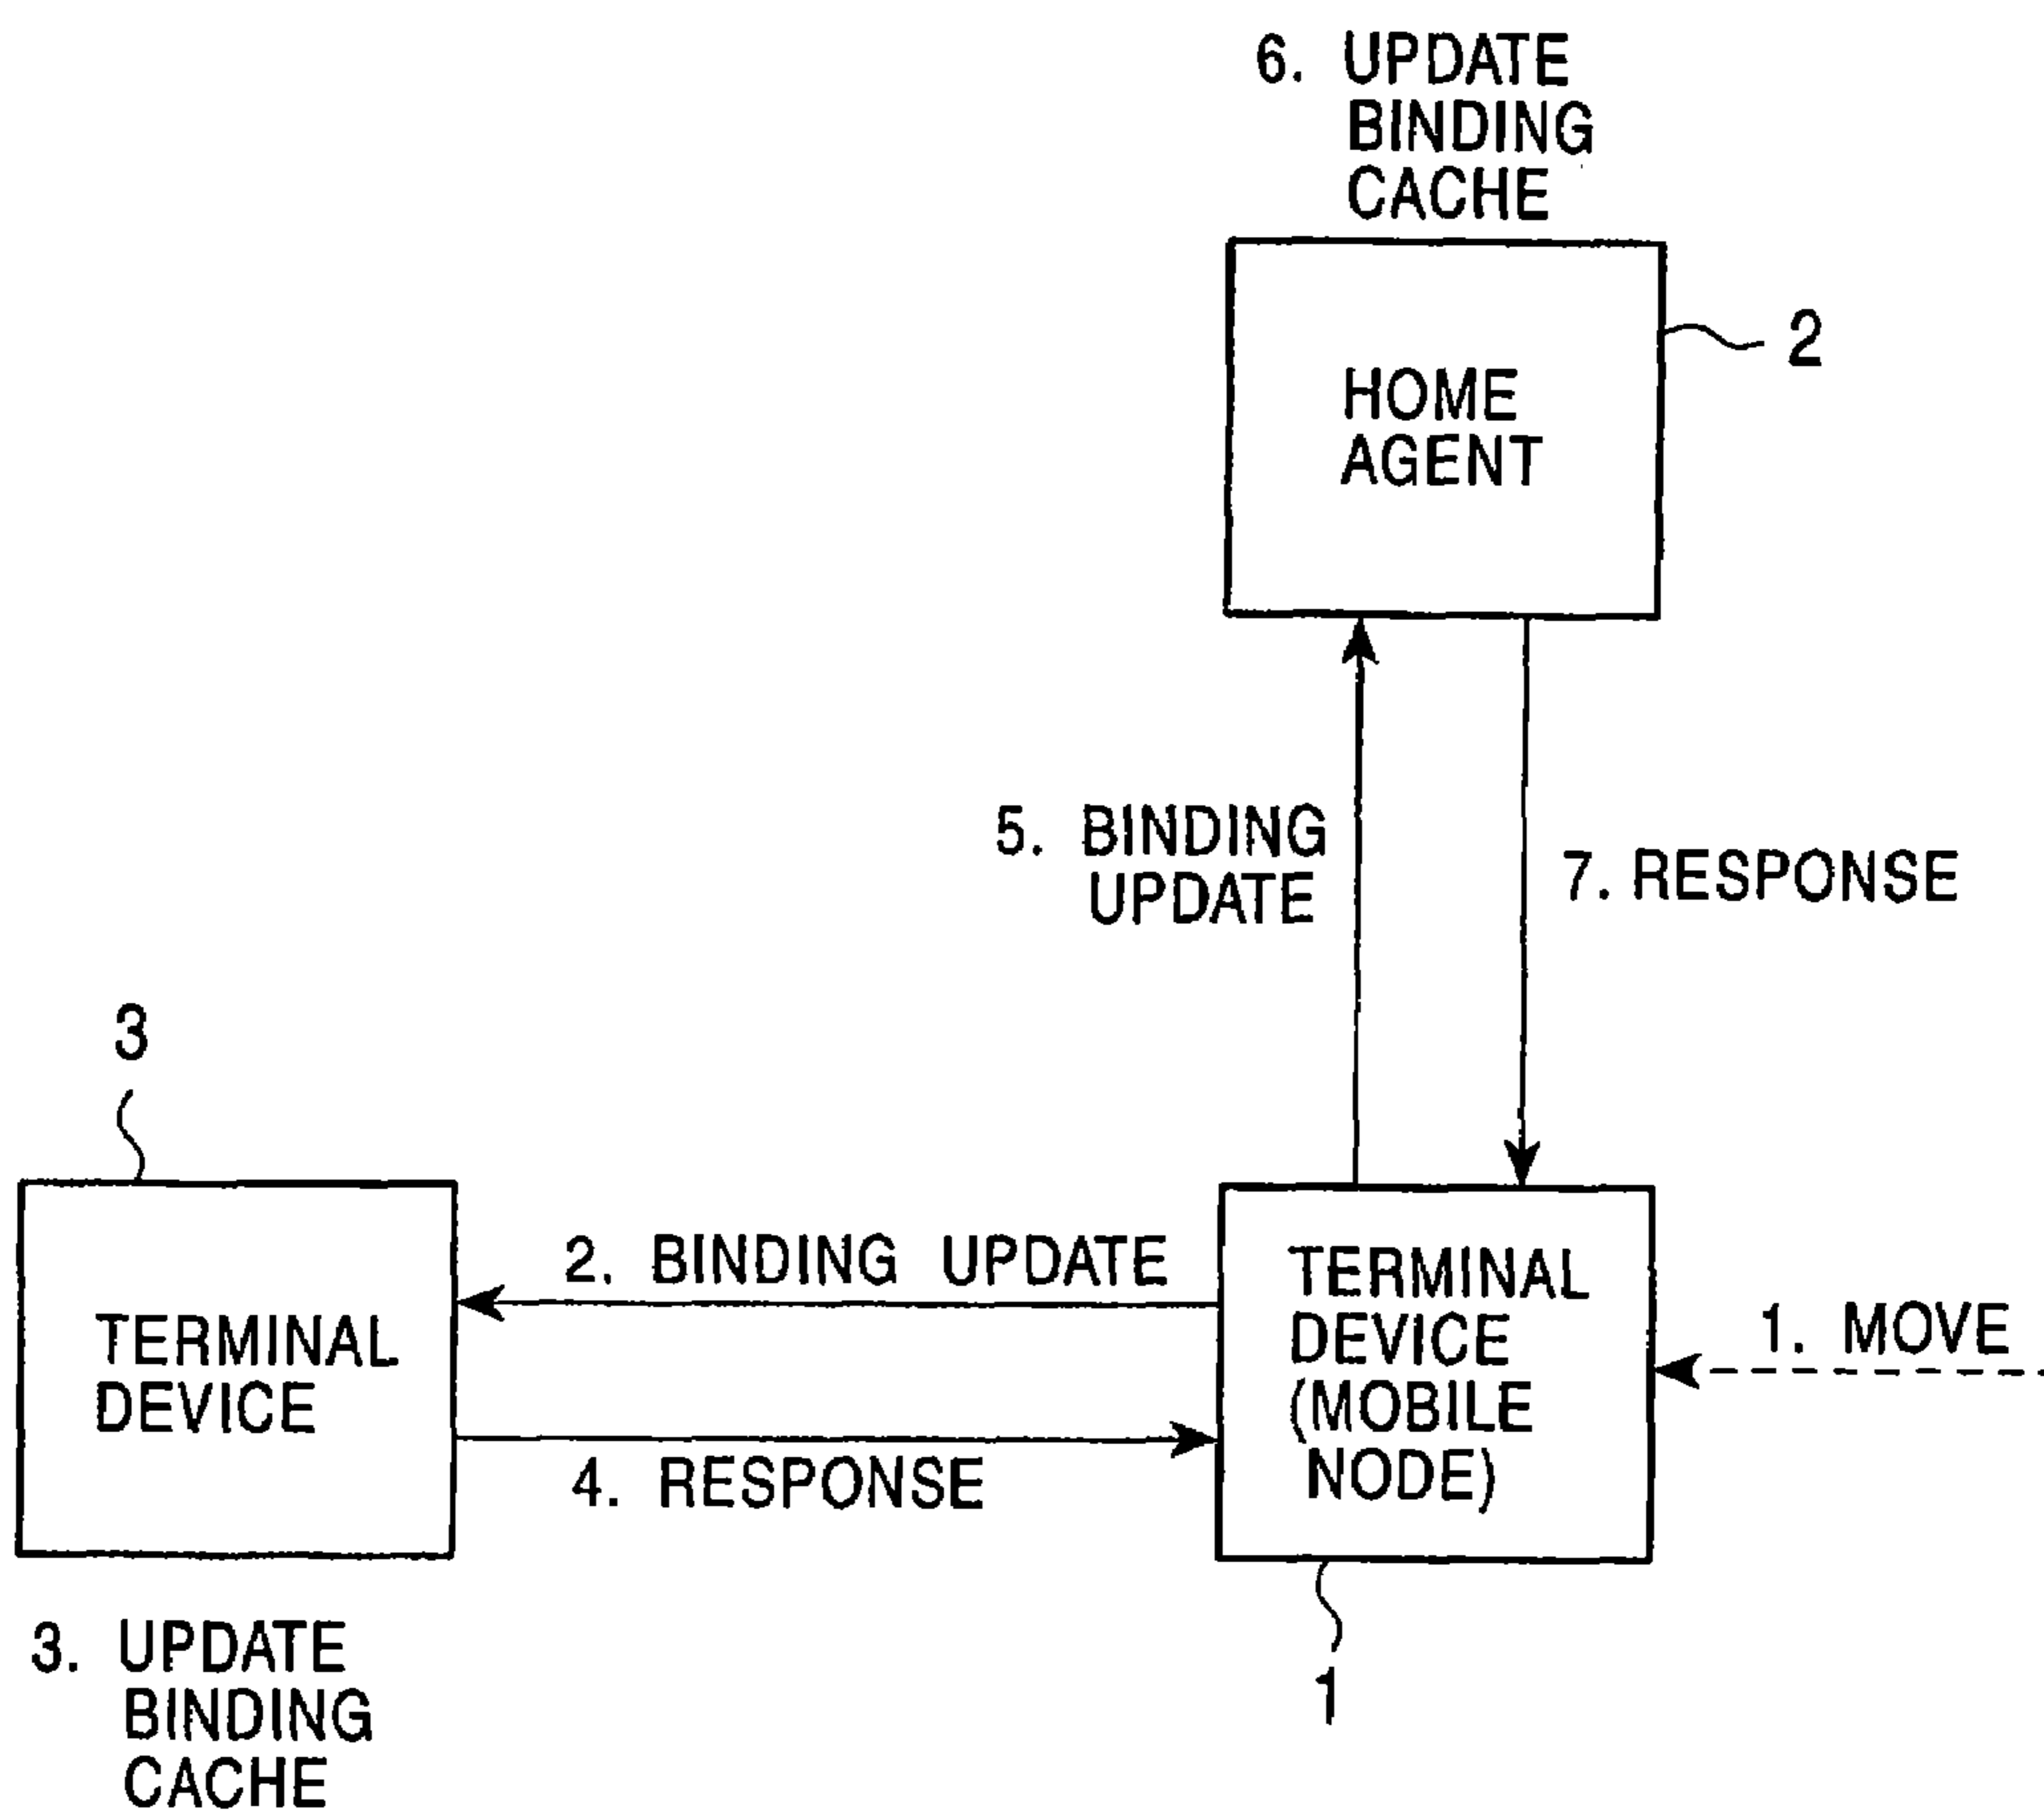 6. UPDATE
BINDING
CACHE
2
HOME
AGENT
5. BINDING
UPDATE
7. RESPONSE
3
2. BINDING UPDATE
TERMINAL
DEVICE
(MOBILE
NODE)
1. MOVE
TERMINAL
DEVICE
4. RESPONSE
3. UPDATE
BINDING
CACHE
1